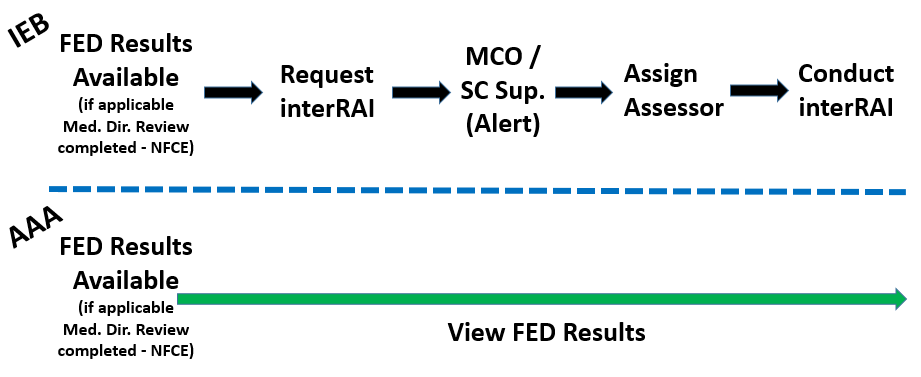 IEB
FED Results
Available
(if applicable
Med. Dir. Review
completed - NFCE)
Request
interRAI
MCO /
SC Sup.
(Alert)
Assign
Assessor
Conduct
interRAI
AAA
FED Results
Available
(if applicable
Med. Dir. Review
completed - NFCE)
View FED Results